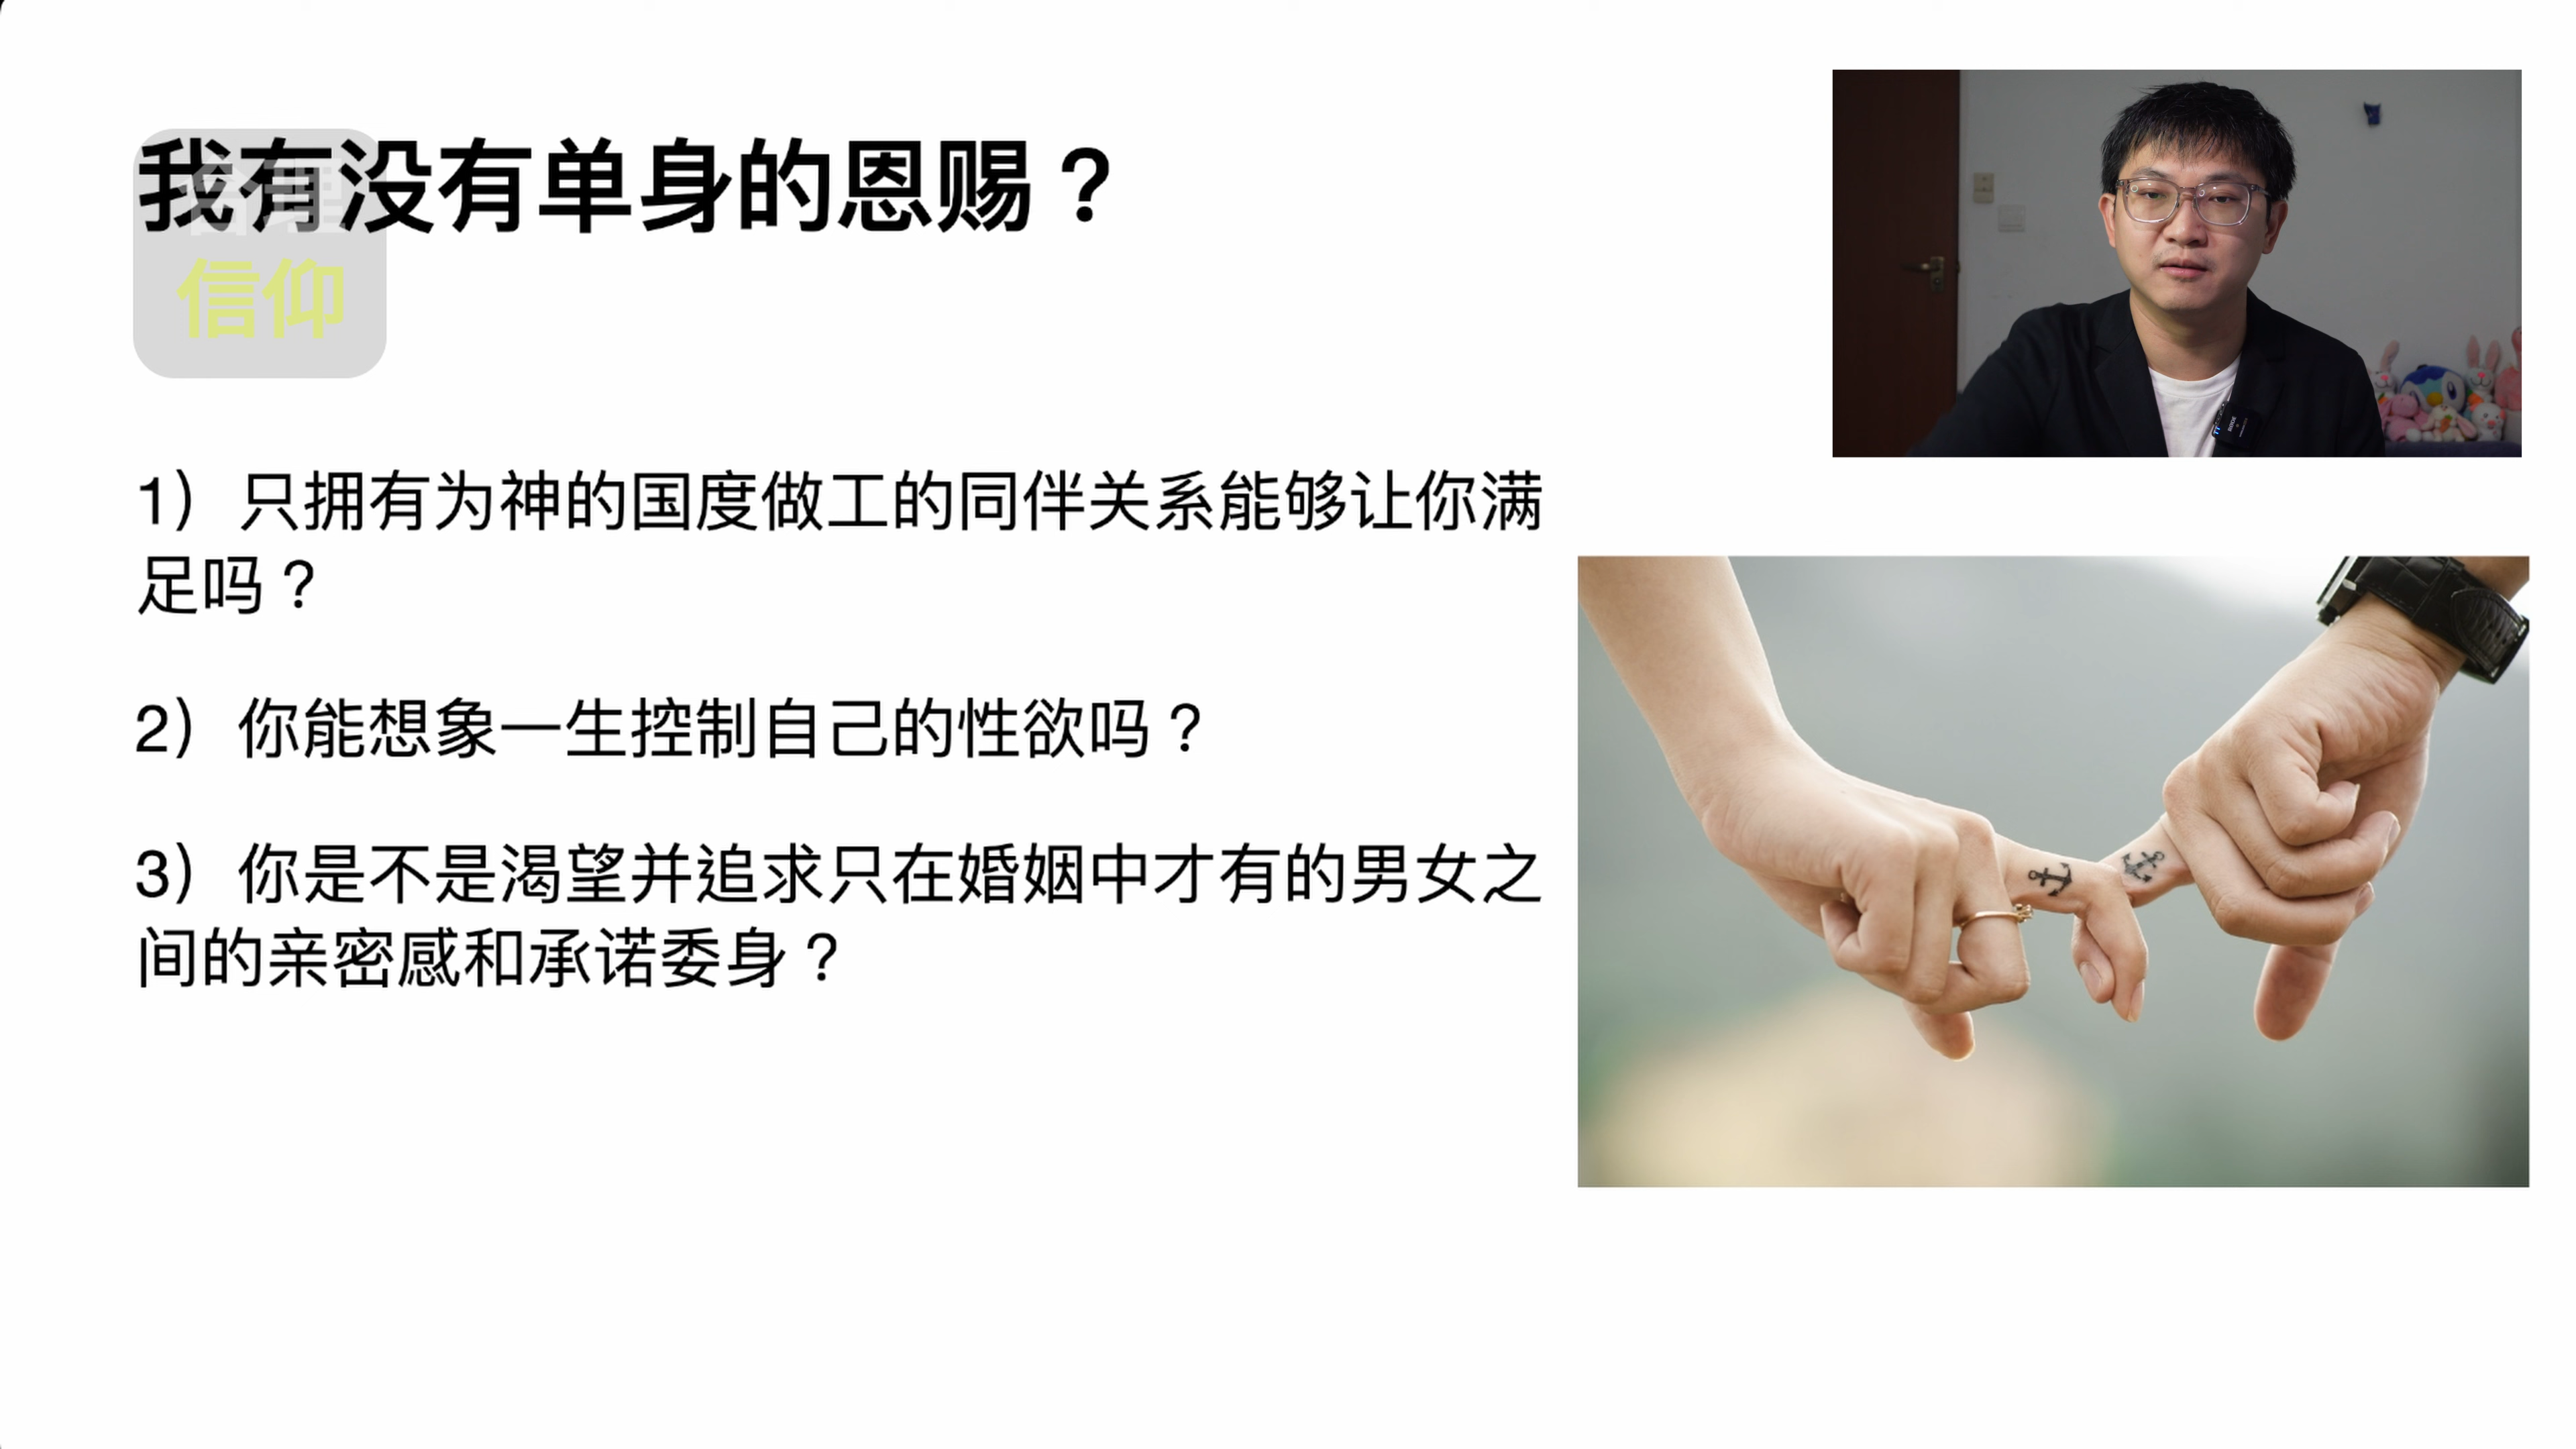 我有没有单身的恩赐？
合理
信仰
1）只拥有为神的国度做工的同伴关系能够让你满
足吗？
2）你能想象一生控制自己的性欲吗？
3）你是不是渴望并追求只在婚姻中才有的男女之
间的亲密感和承诺委身？